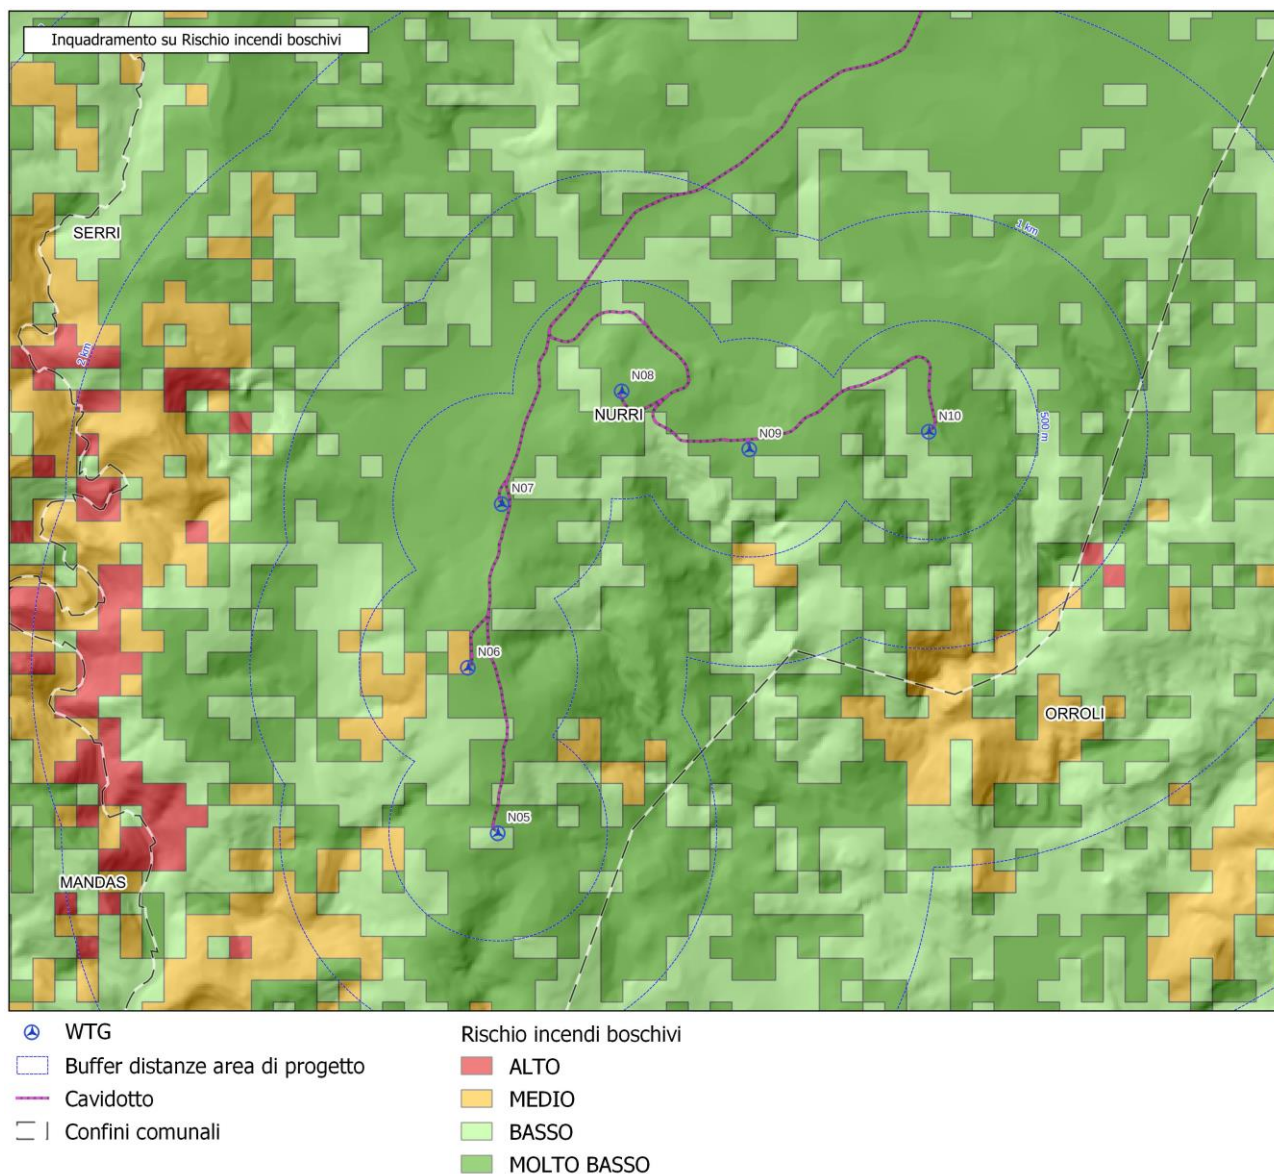 Inquadramento su Rischio incendi boschivi
SERRI
1 km
2 km
N08
NURRI
N10
N09
500 m
N07
N06
ORROLI
N05
MANDAS
WTG
Buffer distanze area di progetto
Cavidotto
Confini comunali
Rischio incendi boschivi
ALTO
MEDIO
BASSO
MOLTO BASSO